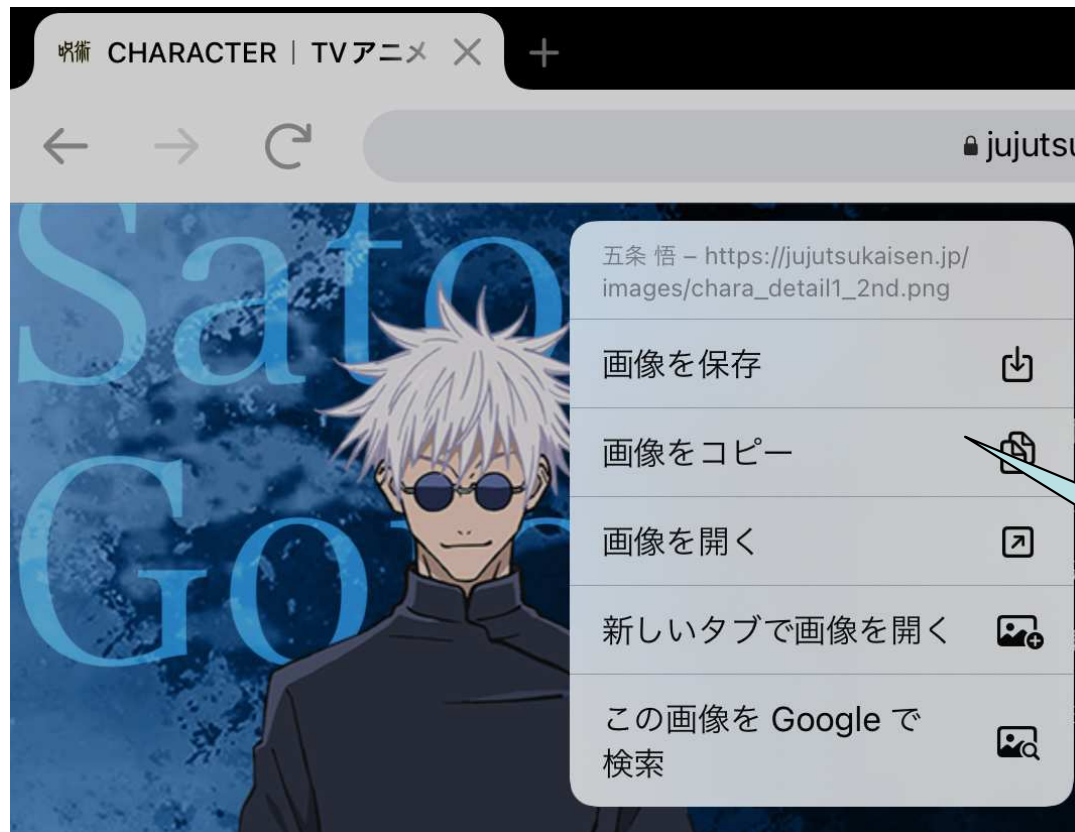 呪術 CHARACTER | TVアニメ
jujuts
Sato
Go
五条 悟 – https://jujutsukaisen.jp/
images/chara_detail1_2nd.png
画像を保存
画像をコピー
画像を開く
新しいタブで画像を開く
この画像を Google で
検索